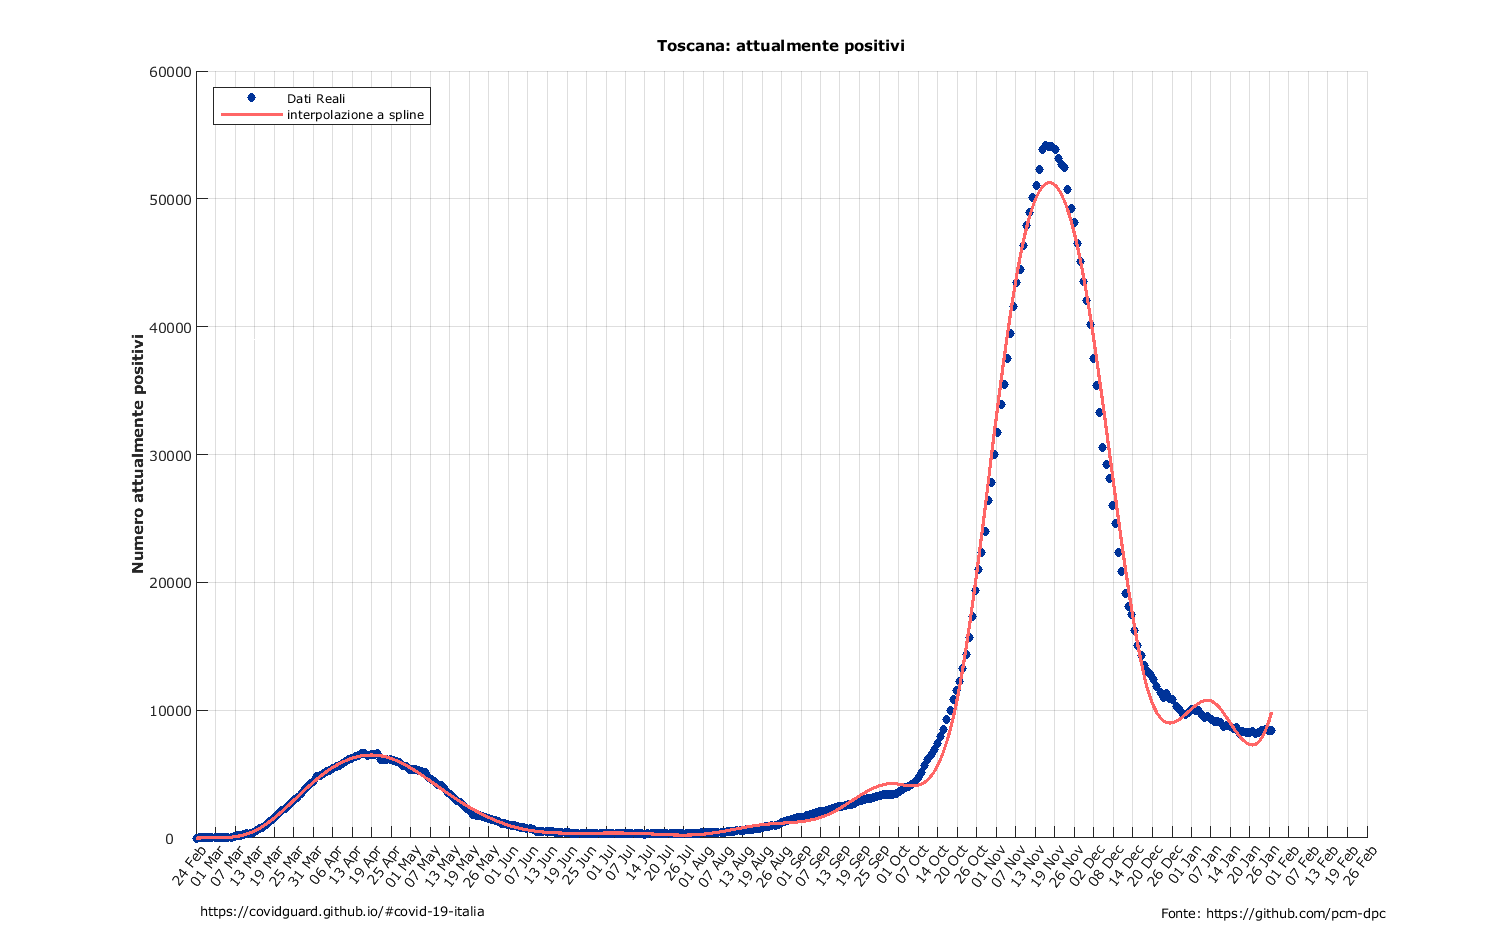 Toscana: attualmente positivi
60000
50000
40000
30000
20000
10000
0
Numero attualmente positivi
Dati Reali
interpolazione a spline
24 Feb
01 Mar
07 Mar
13 Mar
19 Mar
25 Mar
31 Mar
06 Apr
13 Apr
19 Apr
25 Apr
01 May
07 May
13 May
19 May
26 May
01 Jun
07 Jun
13 Jun
19 Jun
25 Jun
01 Jul
07 Jul
14 Jul
20 Jul
26 Jul
01 Aug
07 Aug
13 Aug
19 Aug
26 Aug
01 Sep
07 Sep
13 Sep
19 Sep
25 Sep
01 Oct
07 Oct
14 Oct
20 Oct
26 Oct
01 Nov
07 Nov
13 Nov
19 Nov
26 Nov
02 Dec
08 Dec
14 Dec
20 Dec
26 Dec
01 Jan
07 Jan
14 Jan
20 Jan
26 Jan
01 Feb
07 Feb
13 Feb
19 Feb
26 Feb
https://covidguard.github.io/#covid-19-italia
Fonte: https://github.com/pcm-dpc